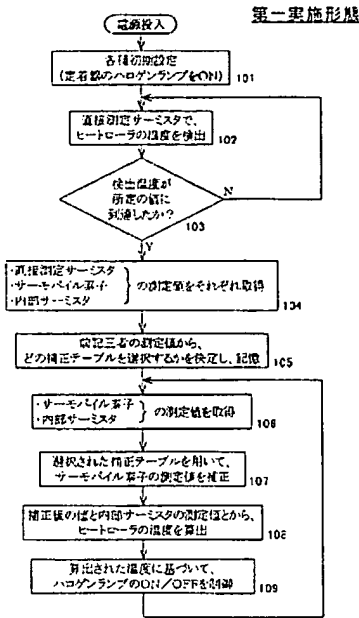 第一実施形態
電源投入
各種初期設定
(定着器のハロゲンランプをON)
101
直接測定サーミスタで、
ヒートローラの温度を検出
102
検出温度が
所定の値に
到達したか?
103
N
Y
・直接測定サーミスタ
・サーモパイル素子
・内部サーミスタ
の測定値をそれぞれ取得
104
前記三者の測定値から、
どの補正テーブルを選択するかを決定し、記憶
105
・サーモパイル素子
・内部サーミスタ
の測定値を取得
106
選択された補正テーブルを用いて、
サーモパイル素子の測定値を補正
107
補正後の値と内部サーミスタの測定値とから、
ヒートローラの温度を算出
108
算出された温度に基づいて、
ハロゲンランプのON/OFFを制御
109